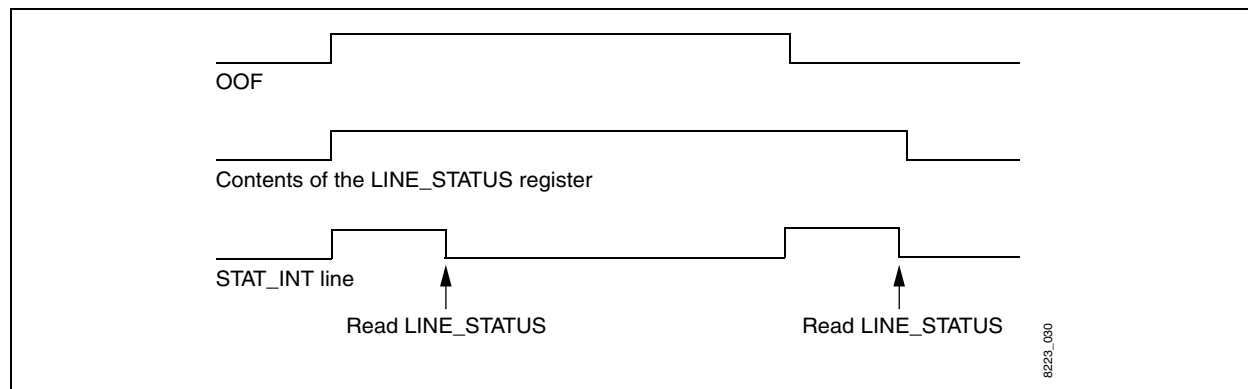 OOF
Contents of the LINE_STATUS register
STAT_INT line
Read LINE_STATUS
Read LINE_STATUS
8223_030